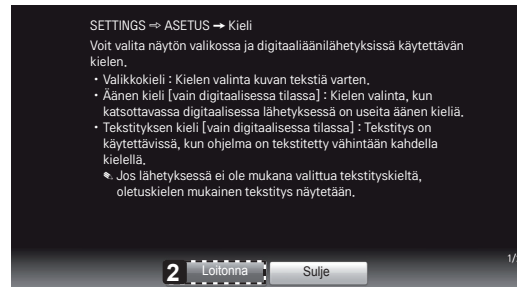 SETTINGS ⇨ ASETUS ➙ Kieli
Voit valita näytön valikossa ja digitaaliäänilähetyksissä käytettävän
kielen.
• Valikkokieli : Kielen valinta kuvan tekstiä varten.
• Äänen kieli [vain digitaalisessa tilassa] : Kielen valinta, kun
katsottavassa digitaalisessa lähetyksessä on useita äänen kieliä.
• Tekstityksen kieli [vain digitaalisessa tilassa] : Tekstitys on
käytettävissä, kun ohjelma on tekstitetty vähintään kahdella
kielellä.
✎ Jos lähetyksessä ei ole mukana valittua tekstityskieltä,
oletuskielen mukainen tekstitys näytetään.
1/
2 Loitonna Sulje